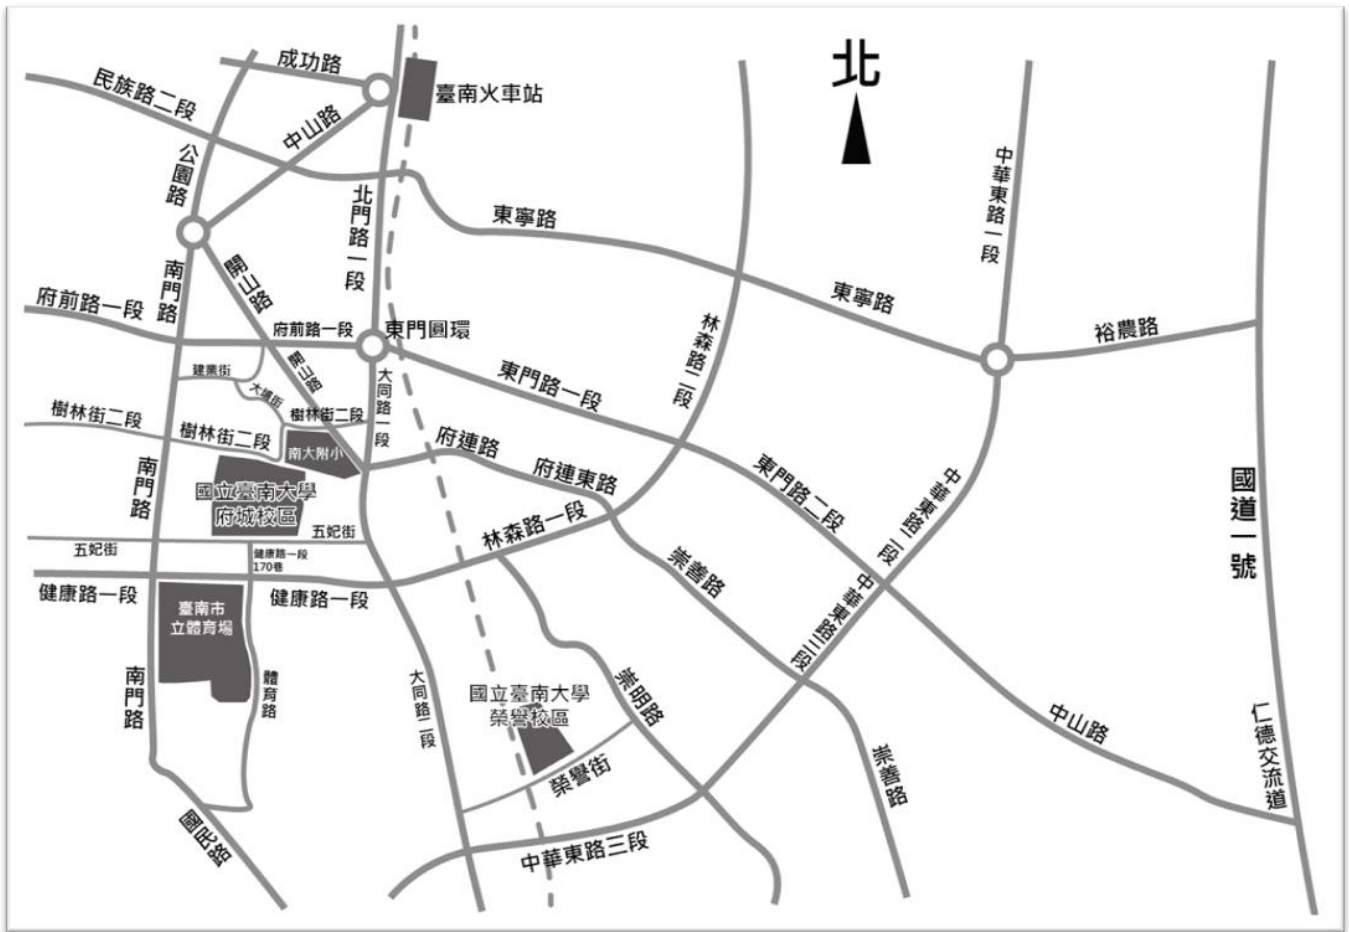 北
成功路
臺南火車站
民族路二段
中山路
公園路
北門路一段
中華東路一段
東寧路
南門路
開山路
東寧路
府前路一段
府前路一段
東門圓環
林森路二段
裕農路
建業街
開山路
大同路一段
東門路一段
大埔街
樹林街二段
樹林街二段
樹林街二段
南大附小
府連路
府連東路
東門路二段
中華東路二段
國道一號
南門路
國立臺南大學
府城校區
五妃街
五妃街
林森路一段
健康路一段
170巷
崇善路
中華東路三段
健康路一段
健康路一段
臺南市
立體育場
南門路
體育路
大同路二段
國立臺南大學
榮譽校區
崇明路
中山路
仁德交流道
榮譽街
崇善路
國民路
中華東路三段